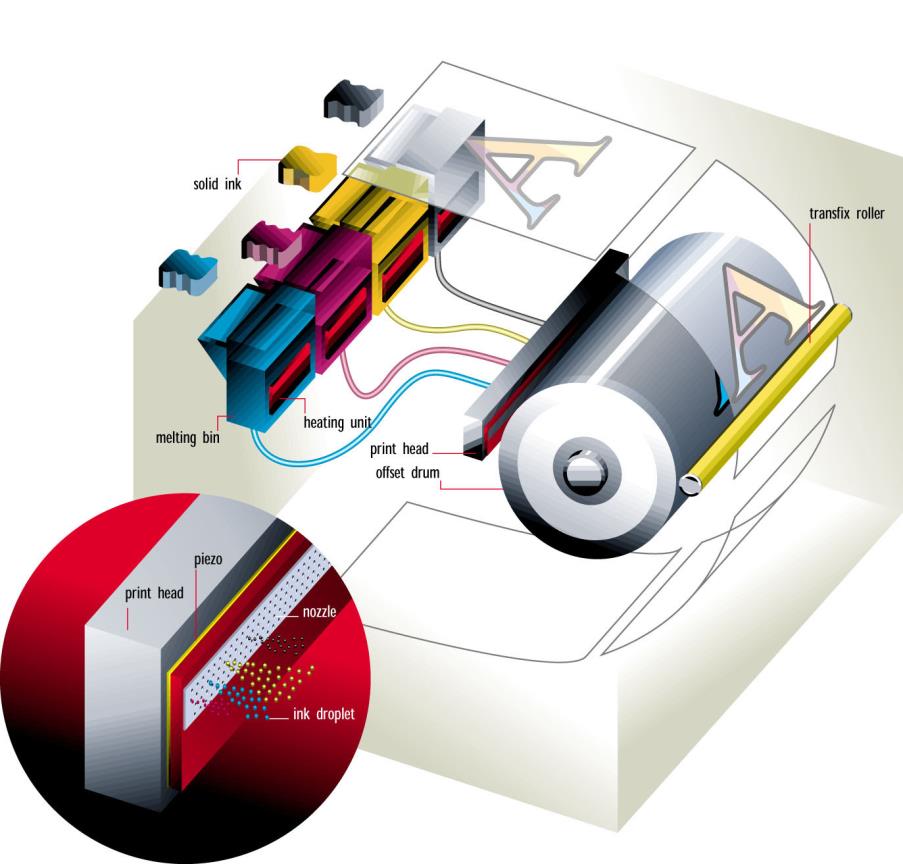 solid ink
transfix roller
melting bin
heating unit
print head
offset drum
A
A
piezo
print head
nozzle
ink droplet